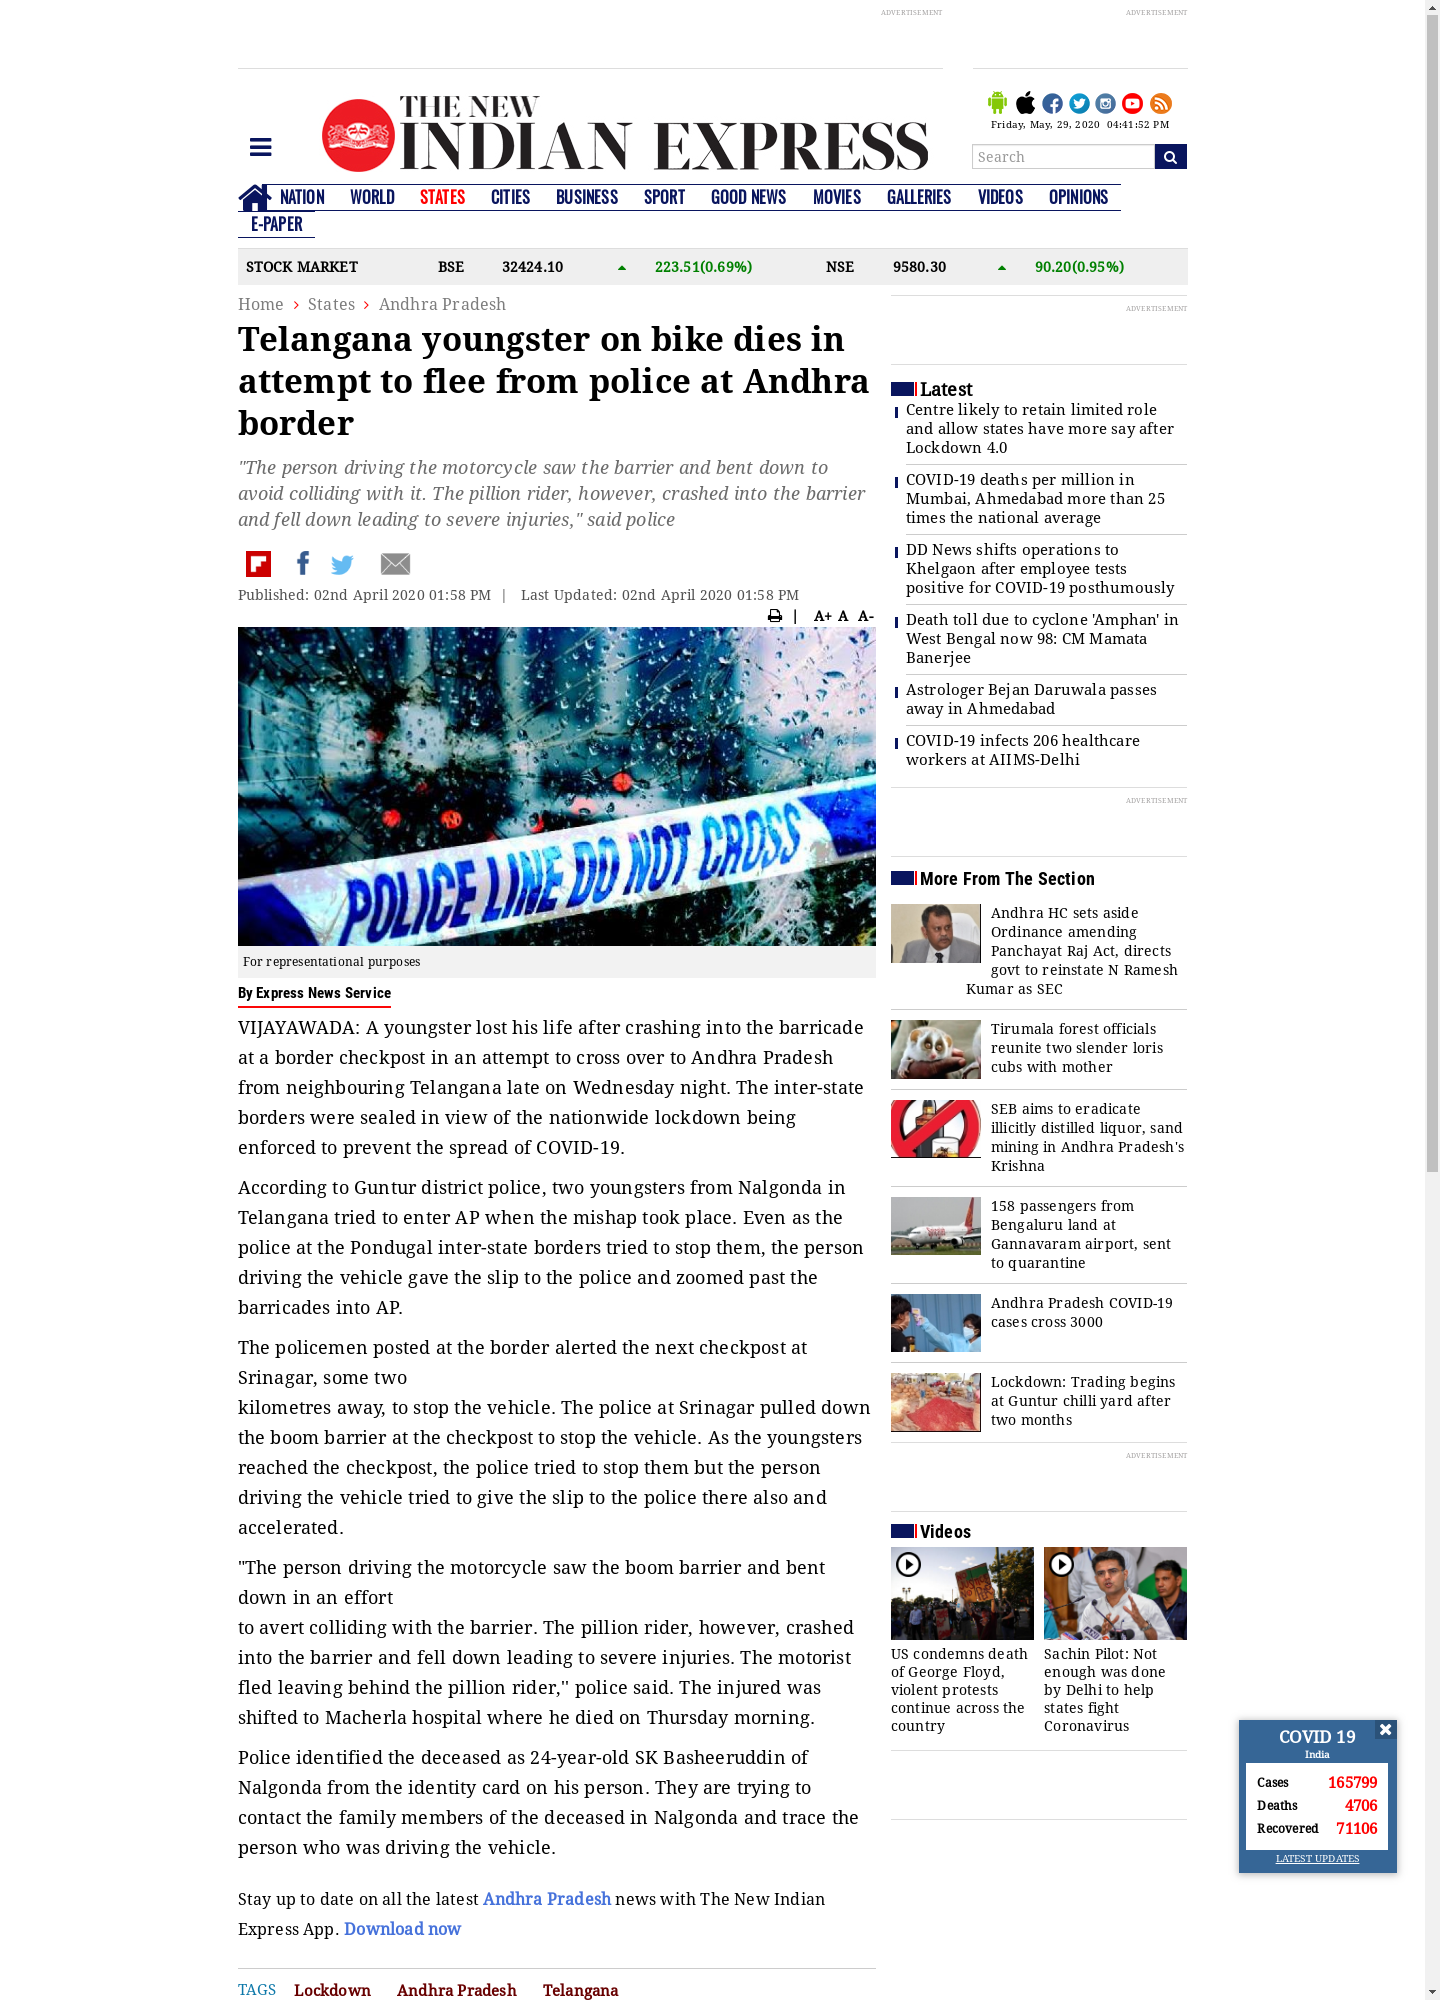 ADVERTISEMENT
ADVERTISEMENT
THE NEW
INDIAN EXPRESS
Friday, May, 29, 2020 04:41:52 PM
Search
NATION WORLD STATES CITIES BUSINESS SPORT GOOD NEWS MOVIES GALLERIES VIDEOS OPINIONS
E-PAPER
STOCK MARKET BSE 32424.10 223.51(0.69%) NSE 9580.30 90.20(0.95%)
Home States Andhra Pradesh
Telangana youngster on bike dies in
attempt to flee from police at Andhra
border
"The person driving the motorcycle saw the barrier and bent down to
avoid colliding with it. The pillion rider, however, crashed into the barrier
and fell down leading to severe injuries," said police
Published: 02nd April 2020 01:58 PM | Last Updated: 02nd April 2020 01:58 PM
| A+ A A-
POLICE LINE DO NOT CROSS
For representational purposes
By Express News Service
VIJAYAWADA: A youngster lost his life after crashing into the barricade
at a border checkpost in an attempt to cross over to Andhra Pradesh
from neighbouring Telangana late on Wednesday night. The inter-state
borders were sealed in view of the nationwide lockdown being
enforced to prevent the spread of COVID-19.
According to Guntur district police, two youngsters from Nalgonda in
Telangana tried to enter AP when the mishap took place. Even as the
police at the Pondugal inter-state borders tried to stop them, the person
driving the vehicle gave the slip to the police and zoomed past the
barricades into AP.
The policemen posted at the border alerted the next checkpost at
Srinagar, some two
kilometres away, to stop the vehicle. The police at Srinagar pulled down
the boom barrier at the checkpost to stop the vehicle. As the youngsters
reached the checkpost, the police tried to stop them but the person
driving the vehicle tried to give the slip to the police there also and
accelerated.
"The person driving the motorcycle saw the boom barrier and bent
down in an effort
to avert colliding with the barrier. The pillion rider, however, crashed
into the barrier and fell down leading to severe injuries. The motorist
fled leaving behind the pillion rider,'' police said. The injured was
shifted to Macherla hospital where he died on Thursday morning.
Police identified the deceased as 24-year-old SK Basheeruddin of
Nalgonda from the identity card on his person. They are trying to
contact the family members of the deceased in Nalgonda and trace the
person who was driving the vehicle.
Stay up to date on all the latest Andhra Pradesh news with The New Indian
Express App. Download now
TAGS Lockdown Andhra Pradesh Telangana
ADVERTISEMENT
Latest
Centre likely to retain limited role
and allow states have more say after
Lockdown 4.0
COVID-19 deaths per million in
Mumbai, Ahmedabad more than 25
times the national average
DD News shifts operations to
Khelgaon after employee tests
positive for COVID-19 posthumously
Death toll due to cyclone 'Amphan' in
West Bengal now 98: CM Mamata
Banerjee
Astrologer Bejan Daruwala passes
away in Ahmedabad
COVID-19 infects 206 healthcare
workers at AIIMS-Delhi
ADVERTISEMENT
More From The Section
Andhra HC sets aside
Ordinance amending
Panchayat Raj Act, directs
govt to reinstate N Ramesh
Kumar as SEC
Tirumala forest officials
reunite two slender loris
cubs with mother
SEB aims to eradicate
illicitly distilled liquor, sand
mining in Andhra Pradesh's
Krishna
158 passengers from
Bengaluru land at
Gannavaram airport, sent
to quarantine
Andhra Pradesh COVID-19
cases cross 3000
Lockdown: Trading begins
at Guntur chilli yard after
two months
ADVERTISEMENT
Videos
US condemns death
of George Floyd,
violent protests
continue across the
country
Sachin Pilot: Not
enough was done
by Delhi to help
states fight
Coronavirus
COVID 19
India
Cases 165799
Deaths 4706
Recovered 71106
LATEST UPDATES